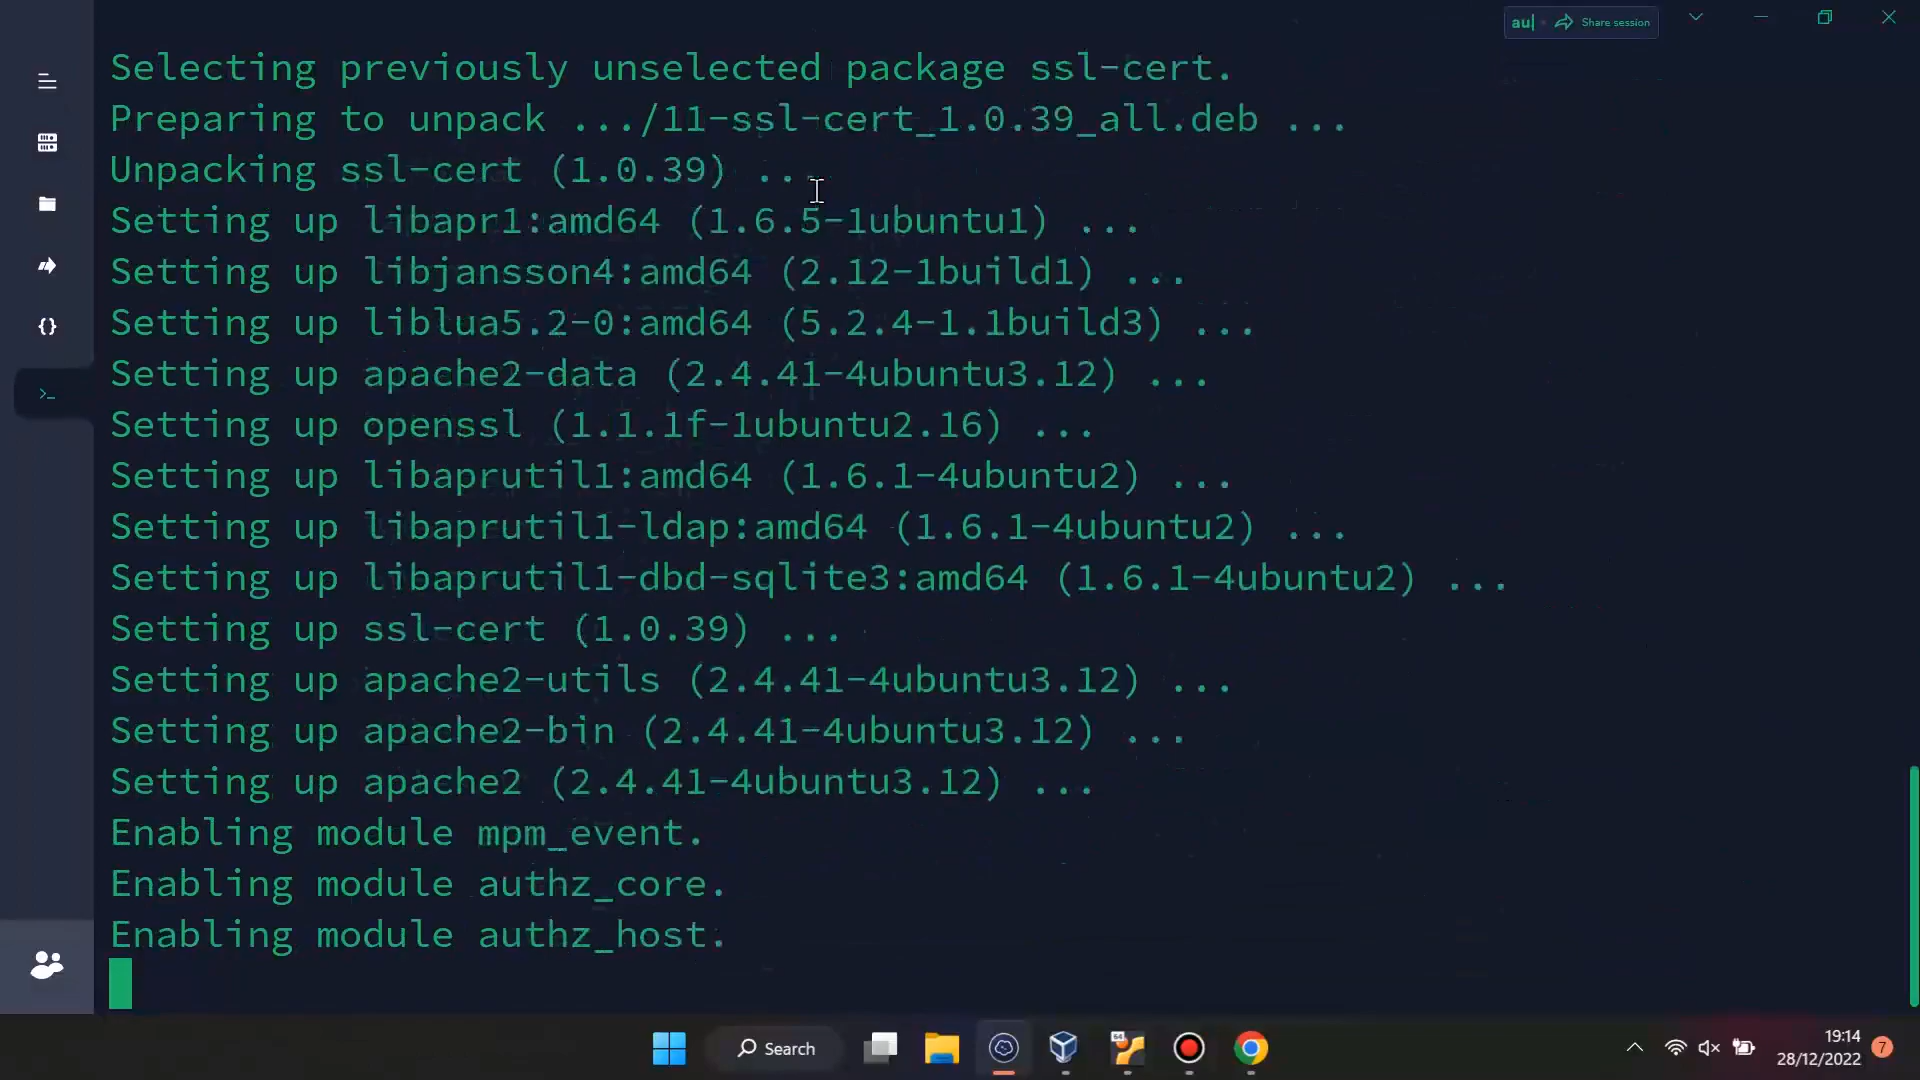 au Share session
Selecting previously unselected package ssl-cert.
Preparing to unpack .../11-ssl-cert_1.0.39_all.deb ...
Unpacking ssl-cert (1.0.39) ...
Setting up libapr1:amd64 (1.6.5-1ubuntu1) ...
Setting up libjansson4:amd64 (2.12-1build1) ...
Setting up liblua5.2-0:amd64 (5.2.4-1.1build3) ...
Setting up apache2-data (2.4.41-4ubuntu3.12) ...
Setting up openssl (1.1.1f-1ubuntu2.16) ...
Setting up libaprutil1:amd64 (1.6.1-4ubuntu2) ...
Setting up libaprutil1-ldap:amd64 (1.6.1-4ubuntu2) ...
Setting up libaprutil1-dbd-sqlite3:amd64 (1.6.1-4ubuntu2) ...
Setting up ssl-cert (1.0.39) ...
Setting up apache2-utils (2.4.41-4ubuntu3.12) ...
Setting up apache2-bin (2.4.41-4ubuntu3.12) ...
Setting up apache2 (2.4.41-4ubuntu3.12) ...
Enabling module mpm_event.
Enabling module authz_core.
Enabling module authz_host.
Search
64
19:14
28/12/2022
7